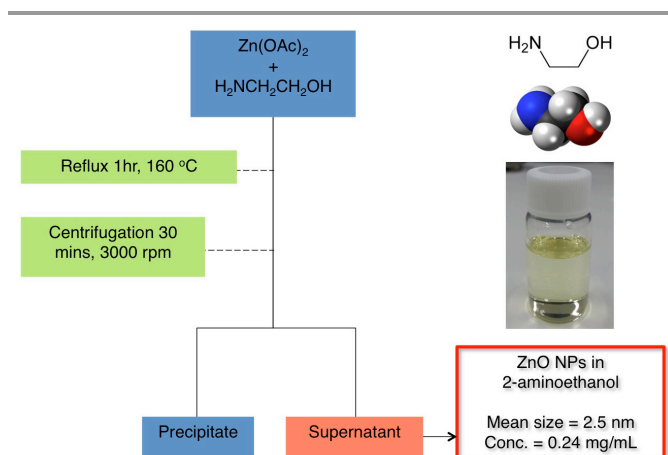 Zn(OAc)₂
+
H₂NCH₂CH₂OH
H₂N
OH
Reflux 1hr, 160 ºC
Centrifugation 30
mins, 3000 rpm
Precipitate
Supernatant
ZnO NPs in
2-aminoethanol
Mean size = 2.5 nm
Conc. = 0.24 mg/mL